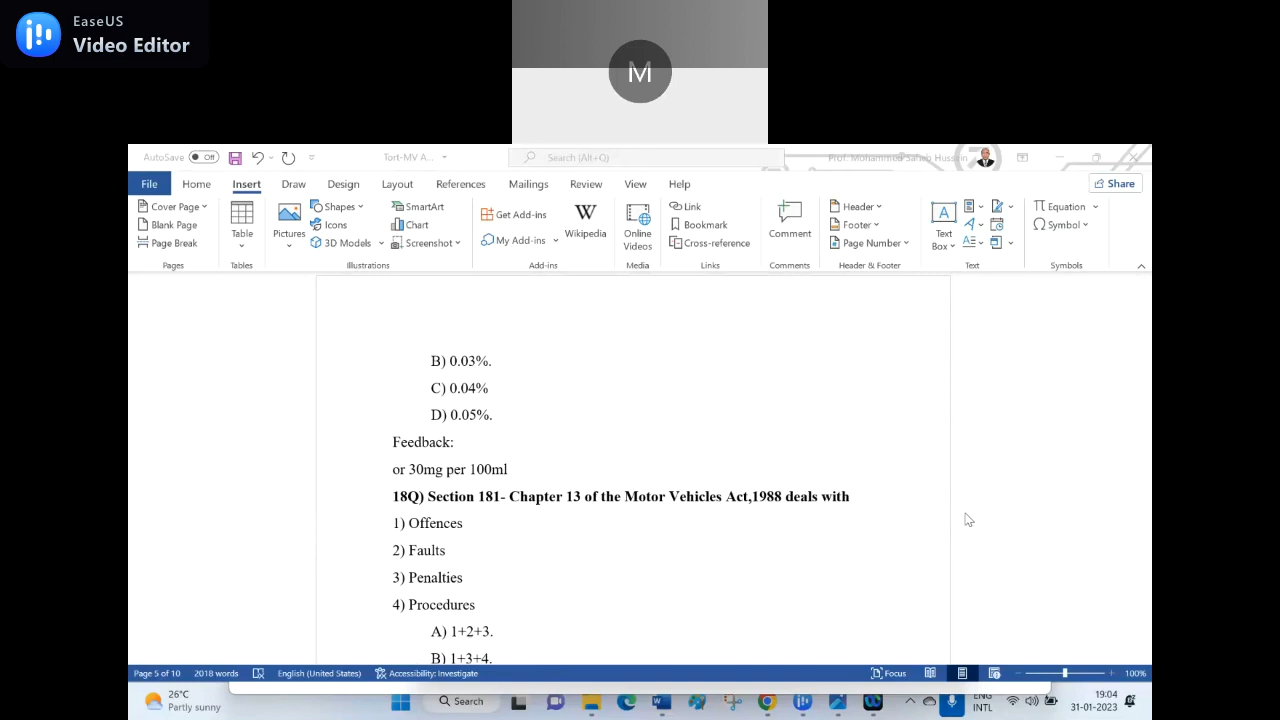 EaseUS
Video Editor
M
AutoSave Off Tort-MV A... Search (Alt+Q) Prof. Mohammed Saheb Hussain
File Home Insert Draw Design Layout References Mailings Review View Help Share
Cover Page Blank Page Page Break Pages
Table Tables
Pictures Shapes Icons 3D Models SmartArt Chart Screenshot Illustrations
Get Add-ins My Add-ins Wikipedia Add-ins
Online Videos Media
Link Bookmark Cross-reference Links
Comment Comments
Header Footer Page Number Header & Footer
Text Box Text
Equation Symbol Symbols
B) 0.03%.
C) 0.04%
D) 0.05%.
Feedback:
or 30mg per 100ml
18Q) Section 181- Chapter 13 of the Motor Vehicles Act,1988 deals with
1) Offences
2) Faults
3) Penalties
4) Procedures
A) 1+2+3.
B) 1+3+4.
Page 5 of 10 2018 words English (United States) Accessibility: Investigate Focus 100%
26°C
Partly sunny
Search
ENG
INTL
19:04
31-01-2023